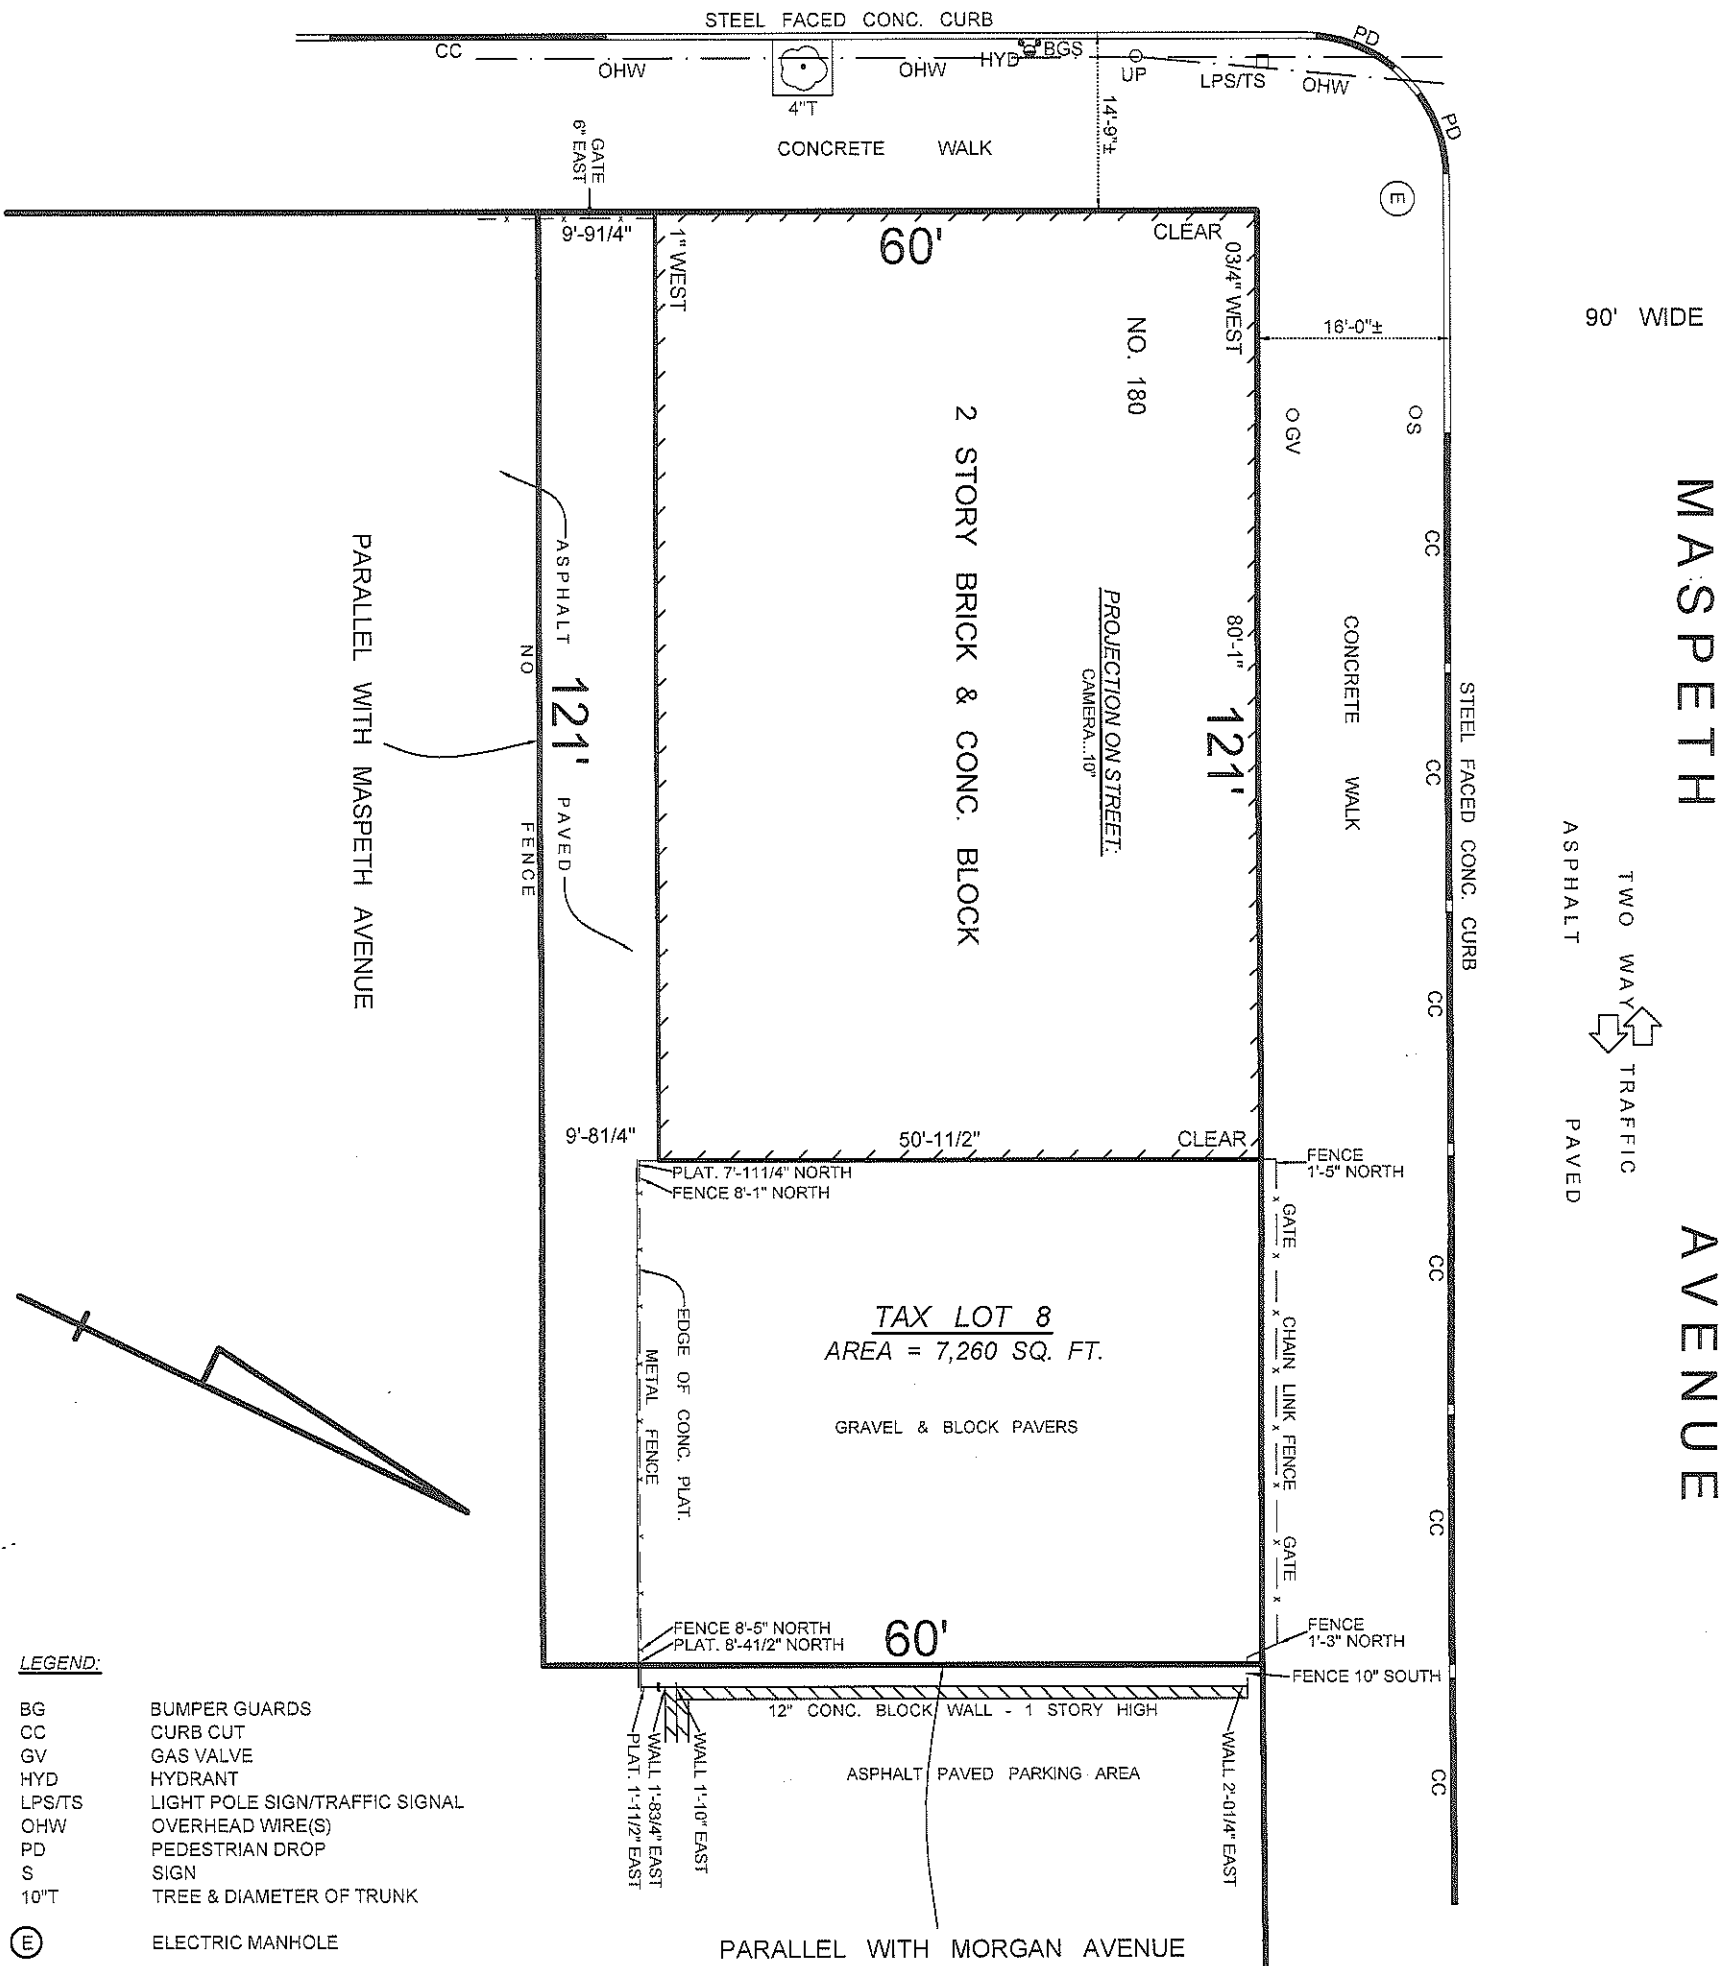 STEEL FACED CONC. CURB
CC
OHW
4"T
OHW
HYD
BGS
UP
LPS/TS
OHW
PD
PD
14'-9"±
CONCRETE WALK
GATE
6" EAST
E
9'-91/4"
1" WEST
60'
CLEAR
03/4" WEST
16'-0"±
90' WIDE
NO. 180
GV
S
2 STORY BRICK & CONC. BLOCK
PROJECTION ON STREET:
CAMERA...10"
80'-1"
121'
CONCRETE WALK
CC
CC
CC
CC
CC
CC
STEEL FACED CONC. CURB
MASPETH AVENUE
TWO WAY TRAFFIC
ASPHALT PAVED
PARALLEL WITH MASPETH AVENUE
ASPHALT PAVED
121'
NO FENCE
9'-81/4"
50'-11/2"
CLEAR
PLAT. 7'-111/4" NORTH
FENCE 8'-1" NORTH
FENCE
1'-5" NORTH
GATE
CHAIN LINK FENCE
GATE
TAX LOT 8
AREA = 7,260 SQ. FT.
GRAVEL & BLOCK PAVERS
EDGE OF CONC. PLAT.
METAL FENCE
FENCE 8'-5" NORTH
PLAT. 8'-41/2" NORTH
60'
FENCE
1'-3" NORTH
FENCE 10" SOUTH
12" CONC. BLOCK WALL - 1 STORY HIGH
PLAT. 1'-11/2" EAST
WALL 1'-83/4" EAST
WALL 1'-10" EAST
WALL 2'-01/4" EAST
ASPHALT PAVED PARKING AREA
PARALLEL WITH MORGAN AVENUE
LEGEND:
BG BUMPER GUARDS
CC CURB CUT
GV GAS VALVE
HYD HYDRANT
LPS/TS LIGHT POLE SIGN/TRAFFIC SIGNAL
OHW OVERHEAD WIRE(S)
PD PEDESTRIAN DROP
S SIGN
10"T TREE & DIAMETER OF TRUNK
E ELECTRIC MANHOLE